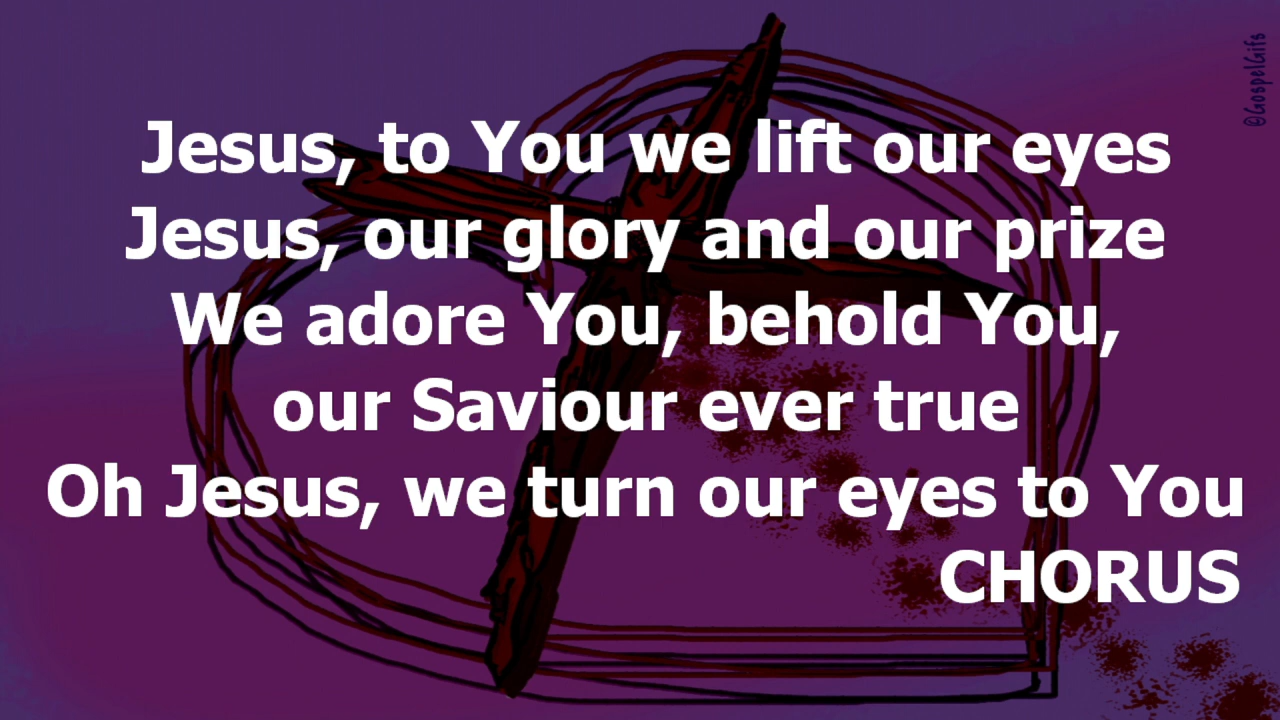 ©GospelGifs
Jesus, to You we lift our eyes
Jesus, our glory and our prize
We adore You, behold You,
our Saviour ever true
Oh Jesus, we turn our eyes to You
CHORUS